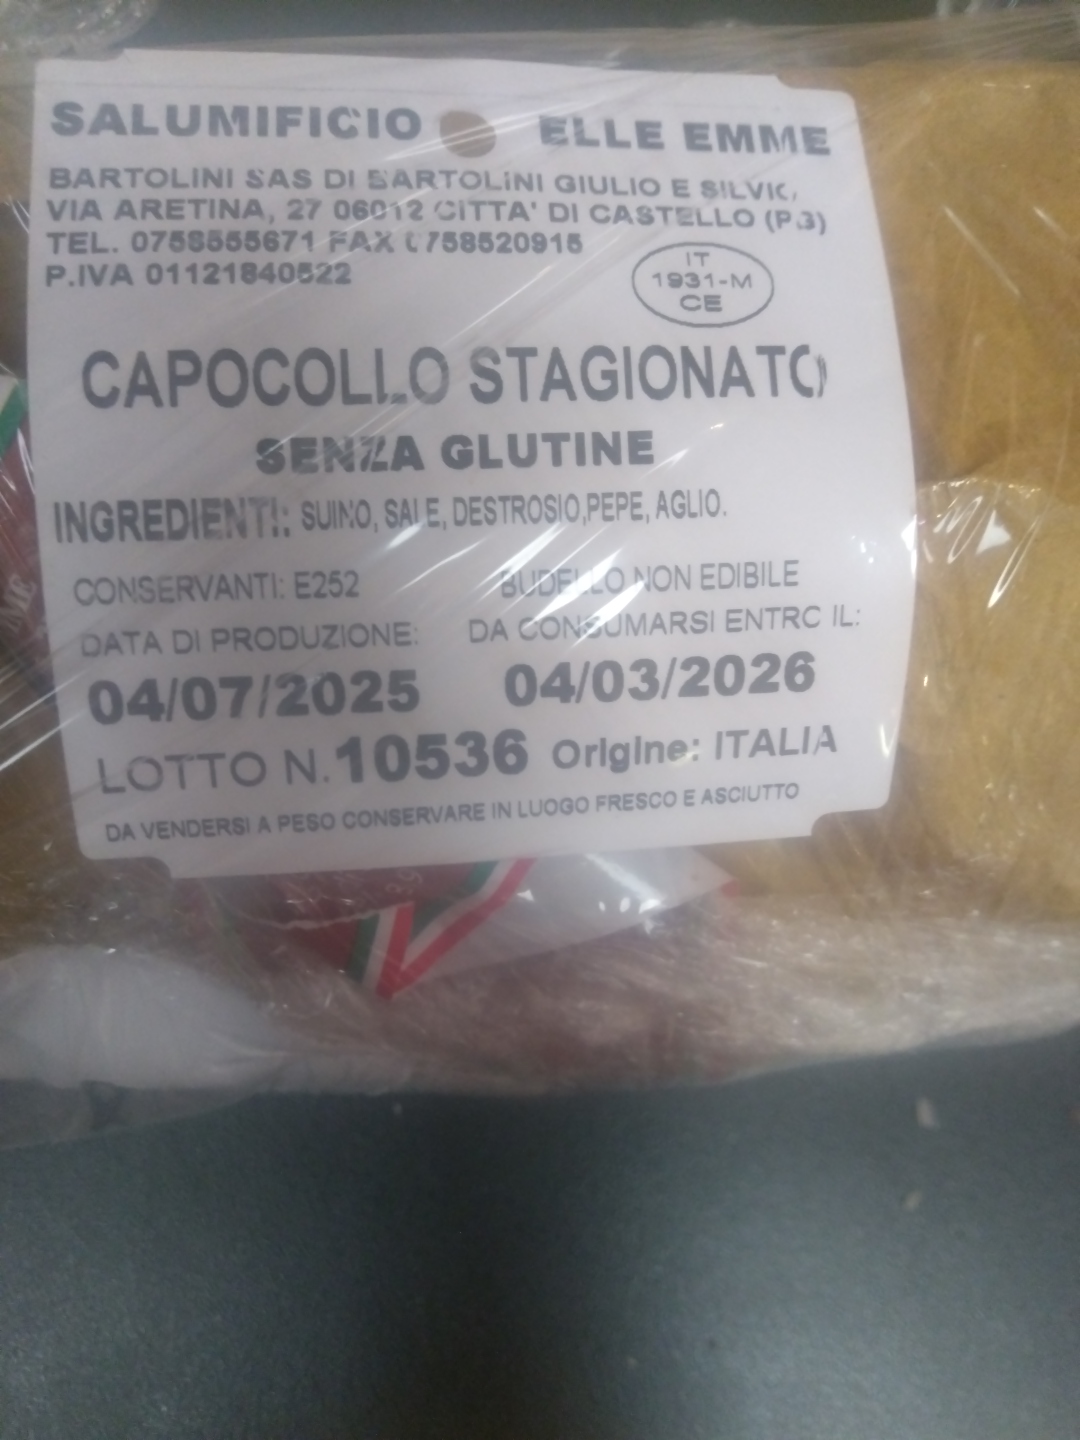 SALUMIFICIO ELLE EMME
BARTOLINI SAS DI BARTOLINI GIULIO E
VIA ARETINA, 27 06012 CITTA' DI CASTELLO
TEL. 0758555671 FAX 0758520915
P.IVA 01121840522
IT
1931-M
CE
CAPOCOLLO STAGIONATO
SENZA GLUTINE
INGREDIENTI: SUINO, SALE, DESTROSIO,PEPE, AGLIO.
CONSERVANTI: E252 BUDELLO NON EDIBILE
DATA DI PRODUZIONE: DA CONSUMARSI ENTRO IL:
04/07/2025 04/03/2026
LOTTO N.10536 Origine: ITALIA
DA VENDERSI A PESO CONSERVARE IN LUOGO FRESCO E ASCIUTTO